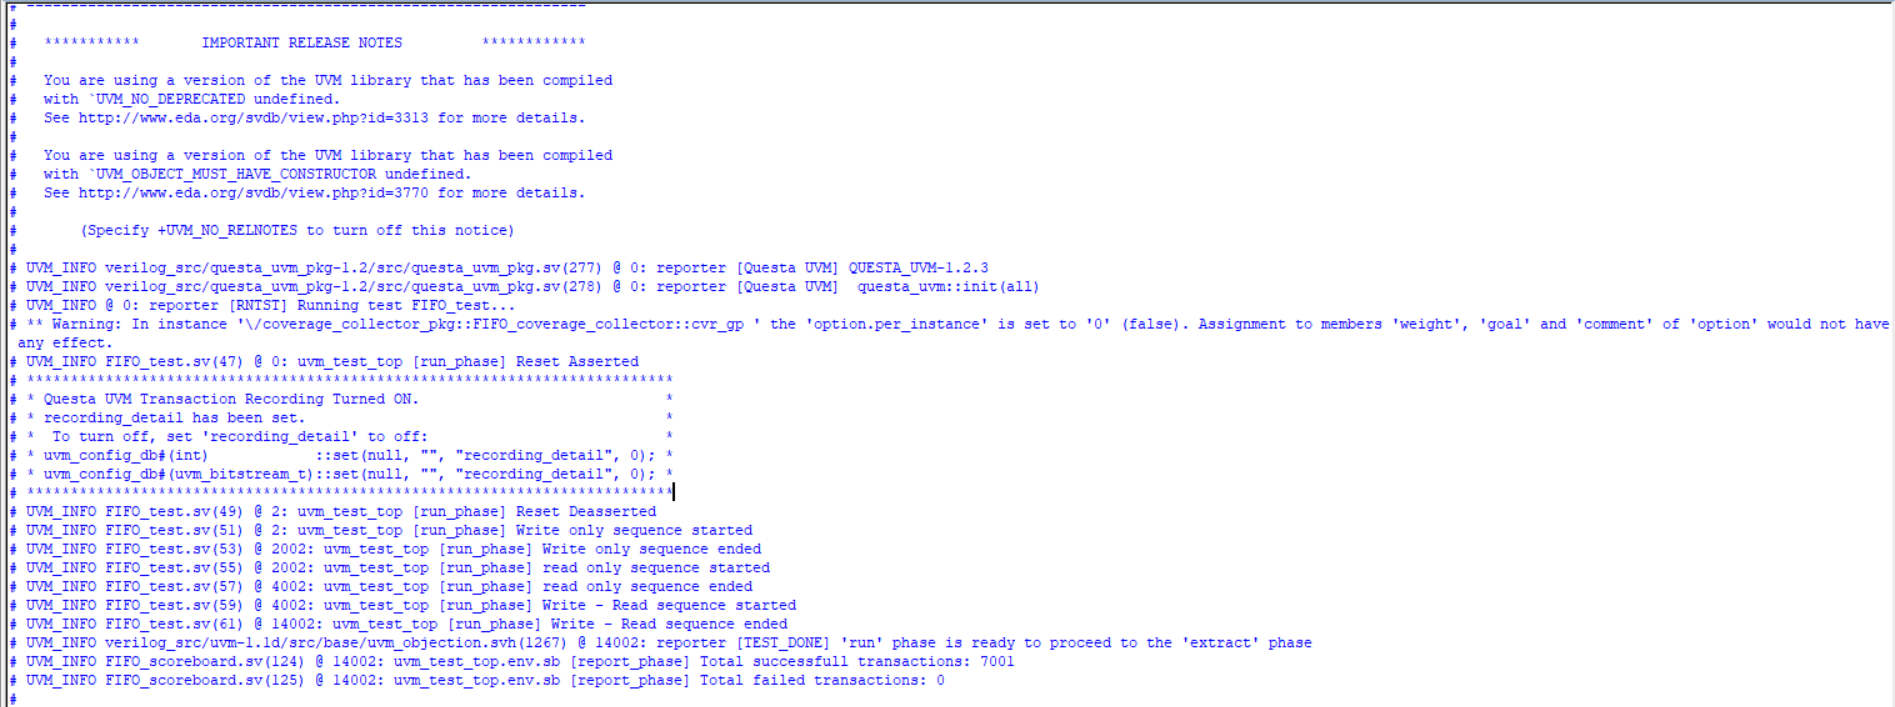 # ----------------------------------------------------------------
#
#   ***********       IMPORTANT RELEASE NOTES         ************
#
#   You are using a version of the UVM library that has been compiled
#   with `UVM_NO_DEPRECATED undefined.
#   See http://www.eda.org/svdb/view.php?id=3313 for more details.
#
#   You are using a version of the UVM library that has been compiled
#   with `UVM_OBJECT_MUST_HAVE_CONSTRUCTOR undefined.
#   See http://www.eda.org/svdb/view.php?id=3770 for more details.
#
#       (Specify +UVM_NO_RELNOTES to turn off this notice)
#
# UVM_INFO verilog_src/questa_uvm_pkg-1.2/src/questa_uvm_pkg.sv(277) @ 0: reporter [Questa UVM] QUESTA_UVM-1.2.3
# UVM_INFO verilog_src/questa_uvm_pkg-1.2/src/questa_uvm_pkg.sv(278) @ 0: reporter [Questa UVM]  questa_uvm::init(all)
# UVM_INFO @ 0: reporter [RNTST] Running test FIFO_test...
# ** Warning: In instance '\/coverage_collector_pkg::FIFO_coverage_collector::cvr_gp ' the 'option.per_instance' is set to '0' (false). Assignment to members 'weight', 'goal' and 'comment' of 'option' would not have
any effect.
# UVM_INFO FIFO_test.sv(47) @ 0: uvm_test_top [run_phase] Reset Asserted
# **************************************************************************
# * Questa UVM Transaction Recording Turned ON.                            *
# * recording_detail has been set.                                         *
# *  To turn off, set 'recording_detail' to off:                           *
# * uvm_config_db#(int)            ::set(null, "", "recording_detail", 0); *
# * uvm_config_db#(uvm_bitstream_t)::set(null, "", "recording_detail", 0); *
# **************************************************************************
# UVM_INFO FIFO_test.sv(49) @ 2: uvm_test_top [run_phase] Reset Deasserted
# UVM_INFO FIFO_test.sv(51) @ 2: uvm_test_top [run_phase] Write only sequence started
# UVM_INFO FIFO_test.sv(53) @ 2002: uvm_test_top [run_phase] Write only sequence ended
# UVM_INFO FIFO_test.sv(55) @ 2002: uvm_test_top [run_phase] read only sequence started
# UVM_INFO FIFO_test.sv(57) @ 4002: uvm_test_top [run_phase] read only sequence ended
# UVM_INFO FIFO_test.sv(59) @ 4002: uvm_test_top [run_phase] Write - Read sequence started
# UVM_INFO FIFO_test.sv(61) @ 14002: uvm_test_top [run_phase] Write - Read sequence ended
# UVM_INFO verilog_src/uvm-1.1d/src/base/uvm_objection.svh(1267) @ 14002: reporter [TEST_DONE] 'run' phase is ready to proceed to the 'extract' phase
# UVM_INFO FIFO_scoreboard.sv(124) @ 14002: uvm_test_top.env.sb [report_phase] Total successfull transactions: 7001
# UVM_INFO FIFO_scoreboard.sv(125) @ 14002: uvm_test_top.env.sb [report_phase] Total failed transactions: 0
#